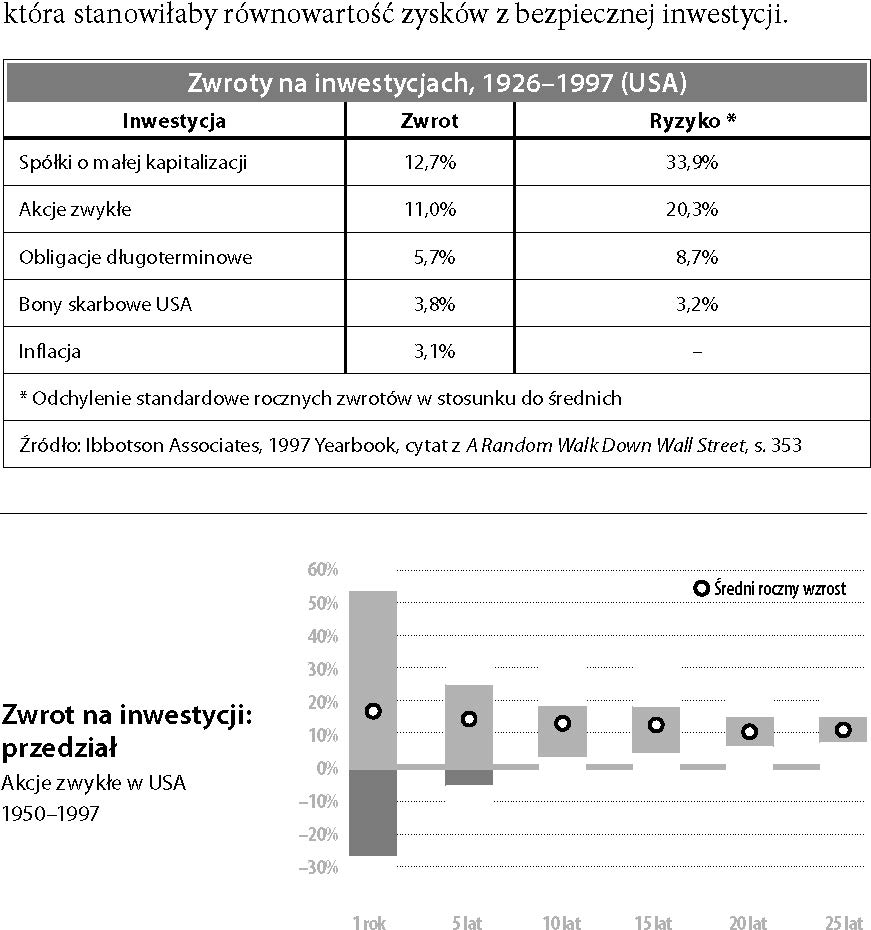 która stanowiłaby równowartość zysków z bezpiecznej inwestycji.
Zwroty na inwestycjach, 1926–1997 (USA)
Inwestycja Zwrot Ryzyko *
Spółki o małej kapitalizacji 12,7% 33,9%
Akcje zwykłe 11,0% 20,3%
Obligacje długoterminowe 5,7% 8,7%
Bony skarbowe USA 3,8% 3,2%
Inflacja 3,1% –
* Odchylenie standardowe rocznych zwrotów w stosunku do średnich
Źródło: Ibbotson Associates, 1997 Yearbook, cytat z A Random Walk Down Wall Street, s. 353
Zwrot na inwestycji:
przedział
Akcje zwykłe w USA
1950–1997
60%
50%
40%
30%
20%
10%
0%
–10%
–20%
–30%
Średni roczny wzrost
1 rok 5 lat 10 lat 15 lat 20 lat 25 lat